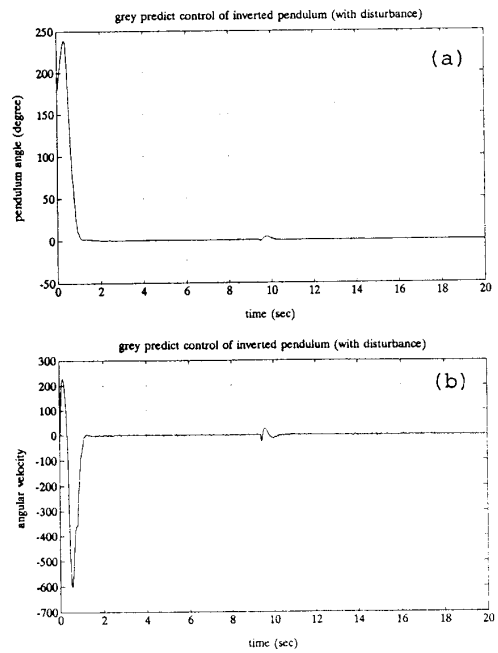 grey predict control of inverted pendulum (with disturbance)
(a)
250
200
150
100
50
0
-50
pendulum angle (degree)
0 2 4 6 8 10 12 14 16 18 20
time (sec)
grey predict control of inverted pendulum (with disturbance)
(b)
300
200
100
0
-100
-200
-300
-400
-500
-600
-700
angular velocity
0 2 4 6 8 10 12 14 16 18 20
time (sec)